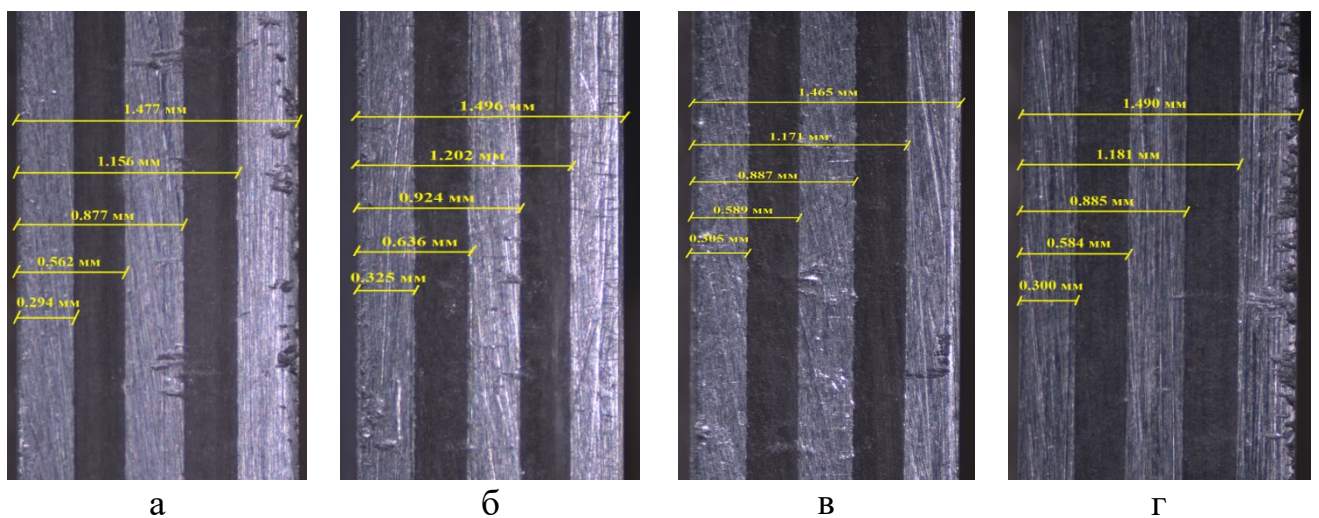 1.477 мм
1.156 мм
0.877 мм
0.562 мм
0.294 мм
1.496 мм
1.202 мм
0.924 мм
0.636 мм
0.325 мм
1.465 мм
1.171 мм
0.887 мм
0.589 мм
0.305 мм
1.490 мм
1.181 мм
0.885 мм
0.584 мм
0.300 мм
а
б
в
г